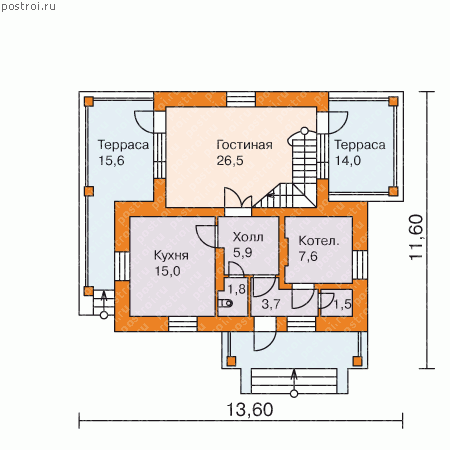 postroi.ru
Терраса
15,6
Гостиная
26,5
Терраса
14,0
Кухня
15,0
Холл
5,9
Котел.
7,6
1,8
3,7
1,5
11,60
13,60